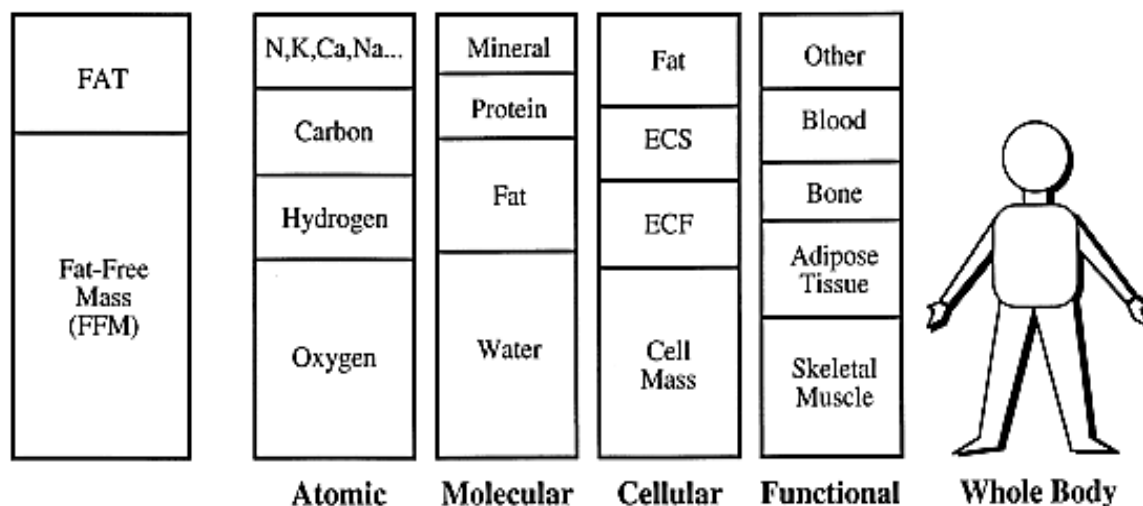 FAT
Fat-Free
Mass
(FFM)
N,K,Ca,Na...
Carbon
Hydrogen
Oxygen
Atomic
Mineral
Protein
Fat
Water
Molecular
Fat
ECS
ECF
Cell
Mass
Cellular
Other
Blood
Bone
Adipose
Tissue
Skeletal
Muscle
Functional
Whole Body